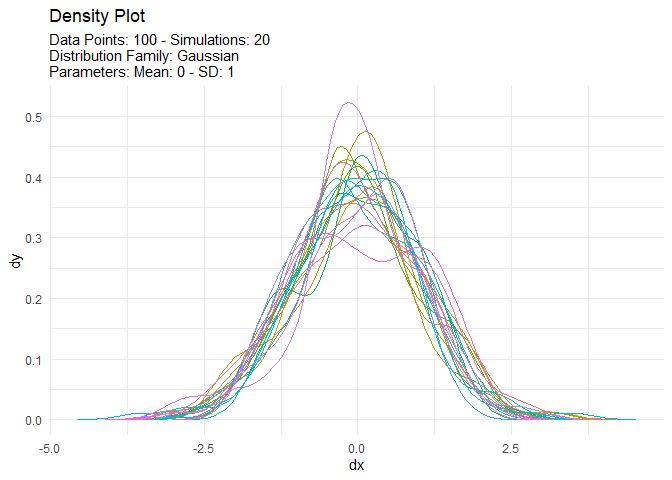 Density Plot
Data Points: 100 - Simulations: 20
Distribution Family: Gaussian
Parameters: Mean: 0 - SD: 1
0.5
0.4
0.3
0.2
0.1
0.0
dy
-5.0
-2.5
0.0
2.5
dx